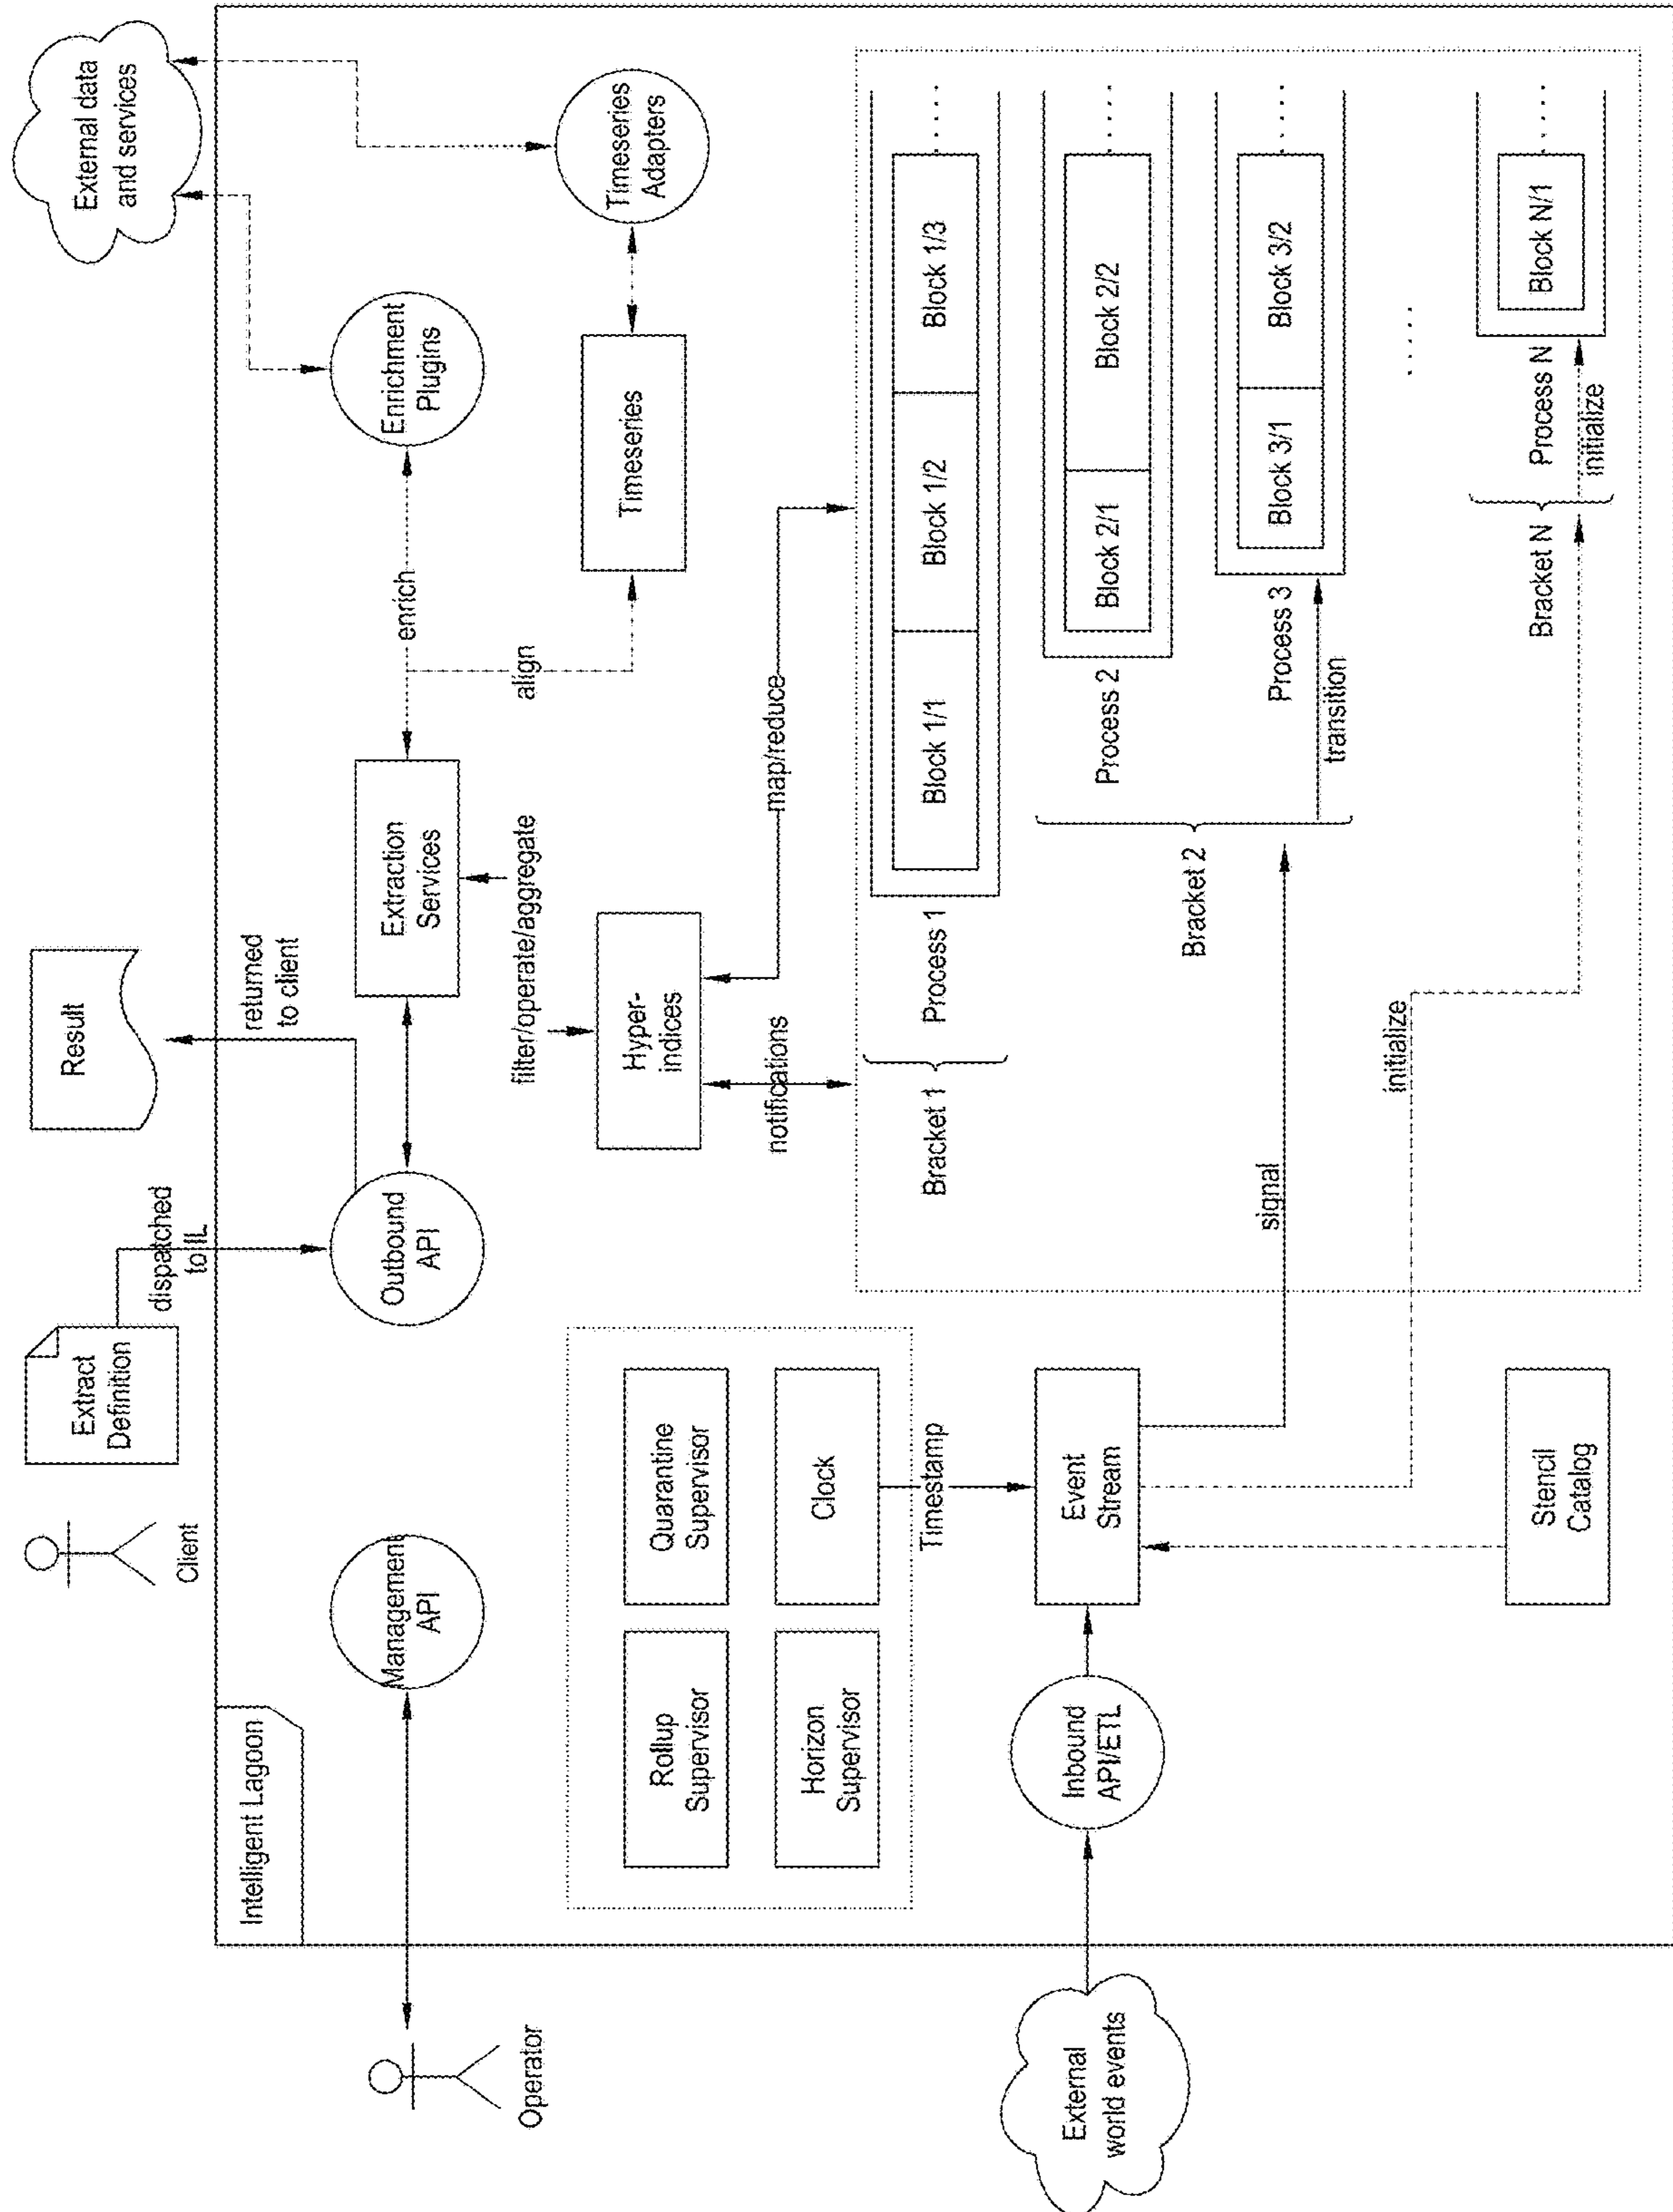 Client
Extract
Definition
dispatched
to IL
Result
returned
to client
External data
and services
Intelligent Lagoon
Operator
Management
API
Outbound
API
Extraction
Services
enrich
Enrichment
Plugins
align
filter/operate/aggregate
Timeseries
Timeseries
Adapters
Rollup
Supervisor
Quarantine
Supervisor
Horizon
Supervisor
Clock
Hyper-
indices
notifications
map/reduce
Timestamp
External
world events
Inbound
API/ETL
Event
Stream
Stencil
Catalog
signal
initialize
Bracket 1
Process 1
Block 1/1
Block 1/2
Block 1/3
.....
Bracket 2
Process 2
Block 2/1
Block 2/2
.....
Process 3
transition
Block 3/1
Block 3/2
.....
.....
Bracket N
Process N
initialize
Block N/1
.....